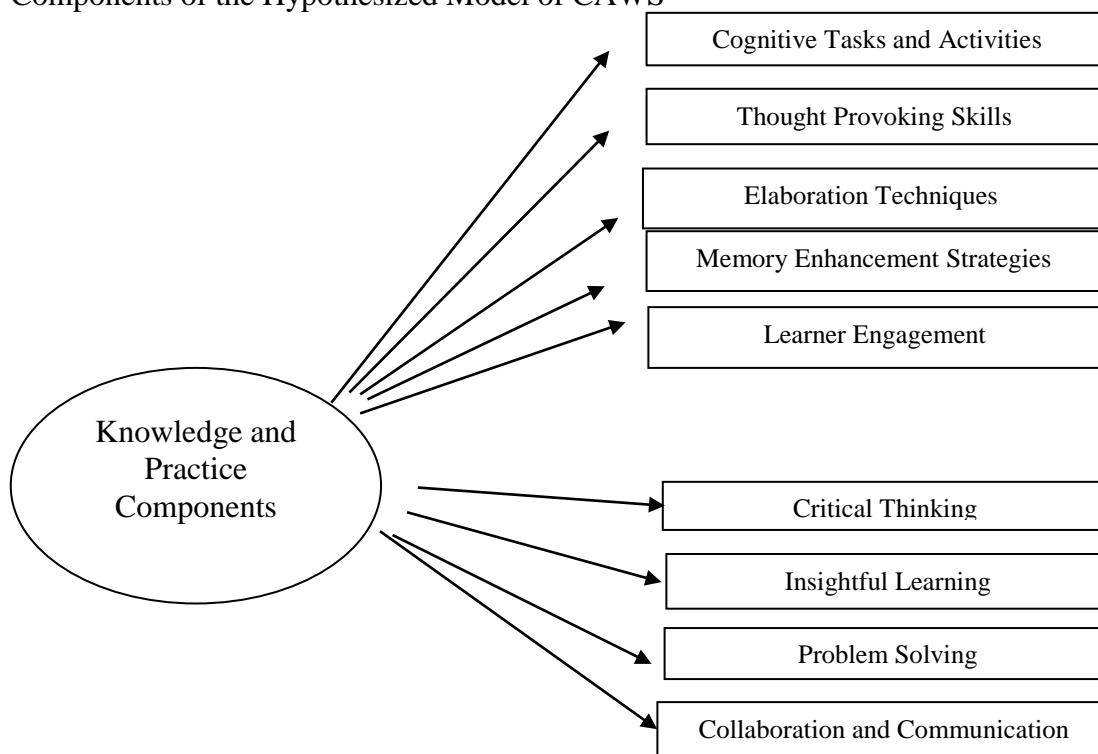 Components of the Hypothesized Model of CAWS
Cognitive Tasks and Activities
Thought Provoking Skills
Elaboration Techniques
Memory Enhancement Strategies
Learner Engagement
Knowledge and
Practice
Components
Critical Thinking
Insightful Learning
Problem Solving
Collaboration and Communication